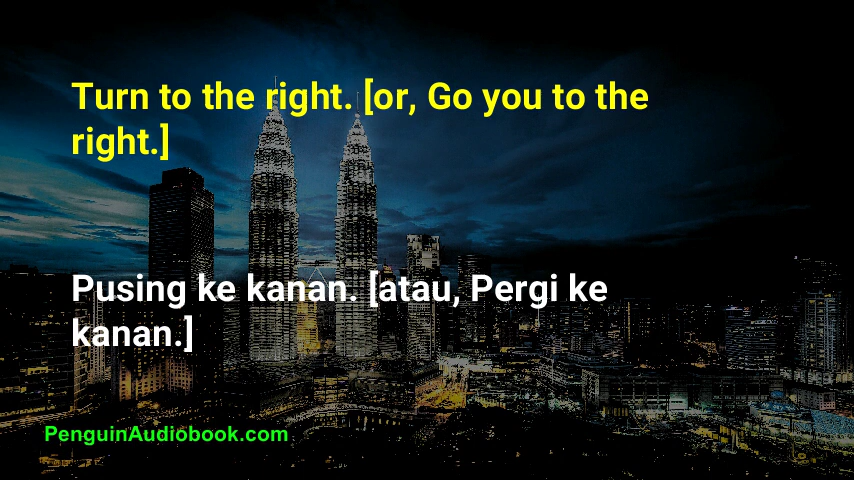 Turn to the right. [or, Go you to the
right.]
Pusing ke kanan. [atau, Pergi ke
kanan.]
PenguinAudiobook.com